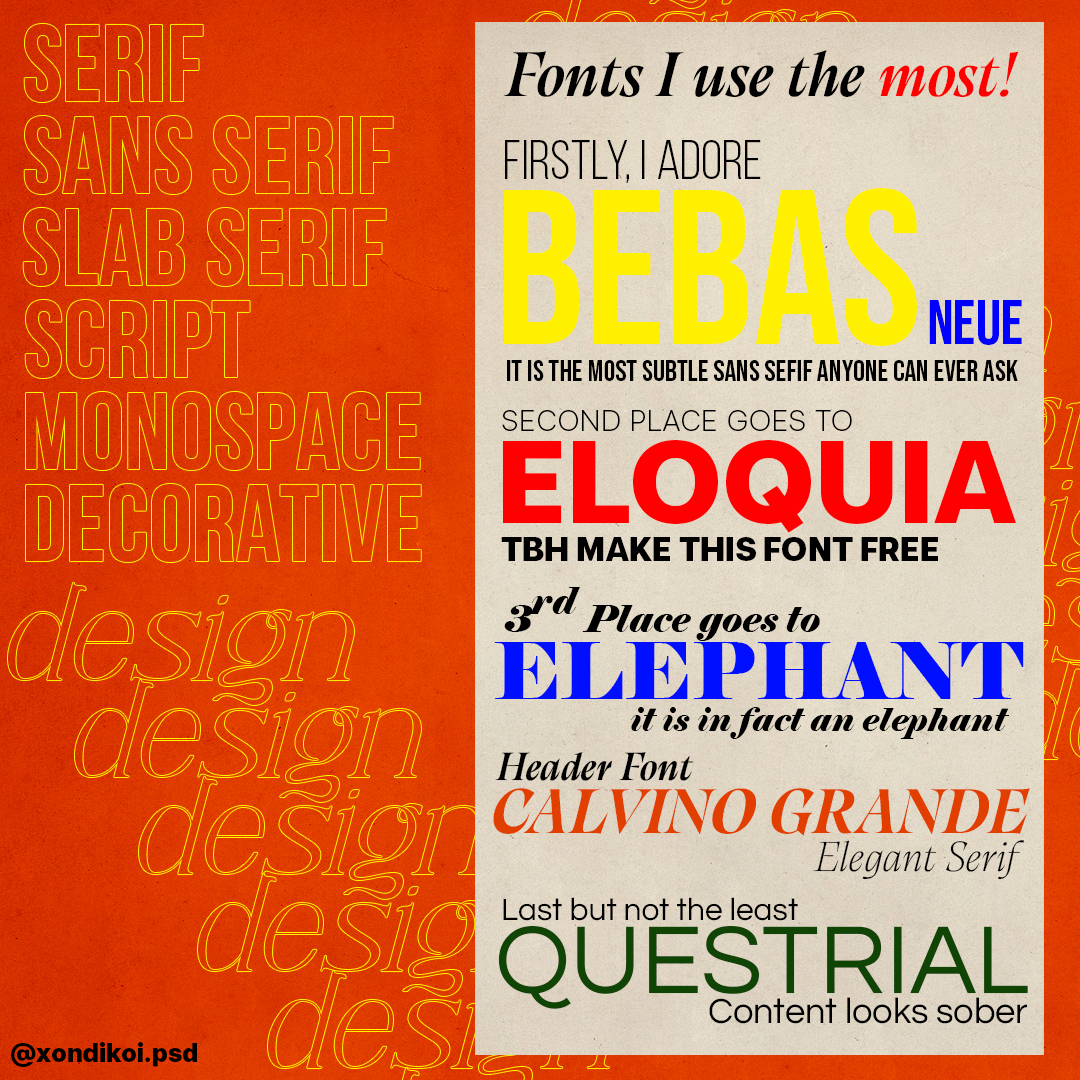 SERIF
SANS SERIF
SLAB SERIF
SCRIPT
MONOSPACE
DECORATIVE
design
design
design
design
design
@xondikoi.psd
Fonts I use the most!
FIRSTLY, I ADORE
BEBAS NEUE
IT IS THE MOST SUBTLE SANS SEFIF ANYONE CAN EVER ASK
SECOND PLACE GOES TO
ELOQUIA
TBH MAKE THIS FONT FREE
3rd Place goes to
ELEPHANT
it is in fact an elephant
Header Font
CALVINO GRANDE
Elegant Serif
Last but not the least
QUESTRIAL
Content looks sober